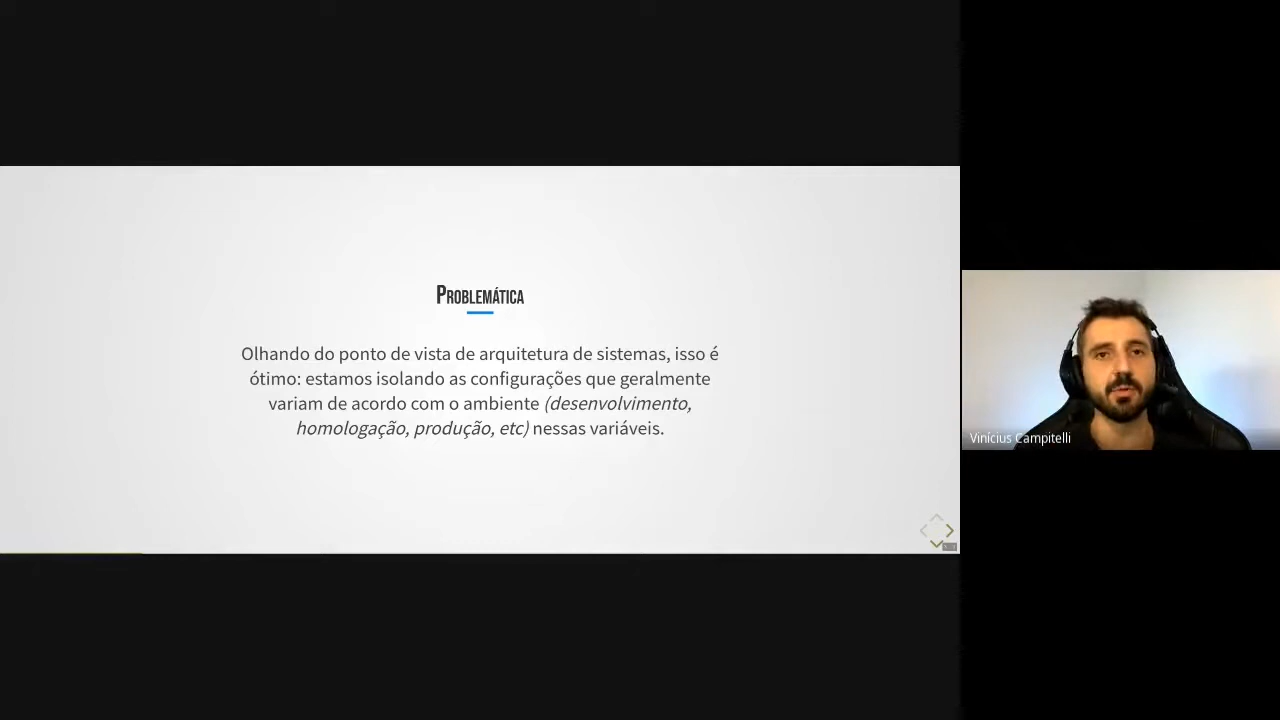 Problemática
Olhando do ponto de vista de arquitetura de sistemas, isso é
ótimo: estamos isolando as configurações que geralmente
variam de acordo com o ambiente (desenvolvimento,
homologação, produção, etc) nessas variáveis.
Vinícius Campitelli